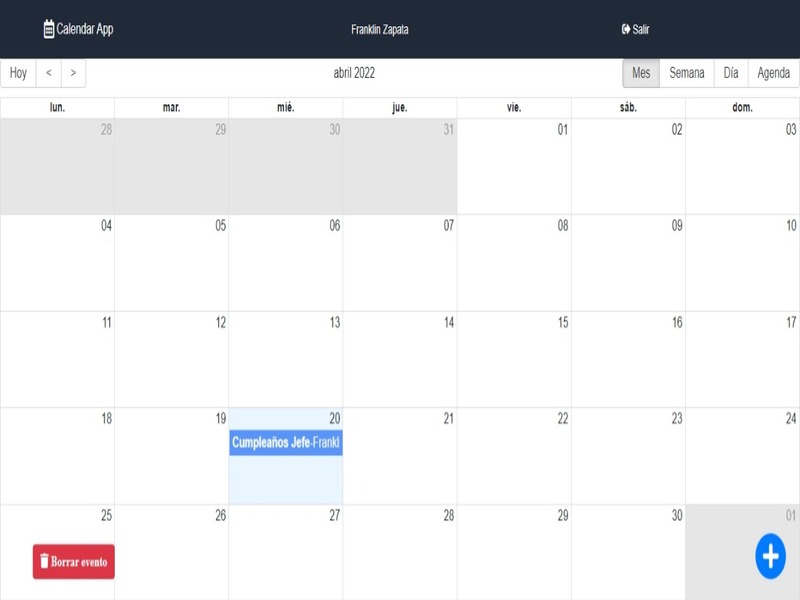 Calendar App Franklin Zapata Salir
Hoy < > abril 2022 Mes Semana Día Agenda
lun. mar. mié. jue. vie. sáb. dom.
28 29 30 31 01 02 03
04 05 06 07 08 09 10
11 12 13 14 15 16 17
18 19 20 21 22 23 24
Cumpleaños Jefe-Frankl
25 26 27 28 29 30 01
Borrar evento